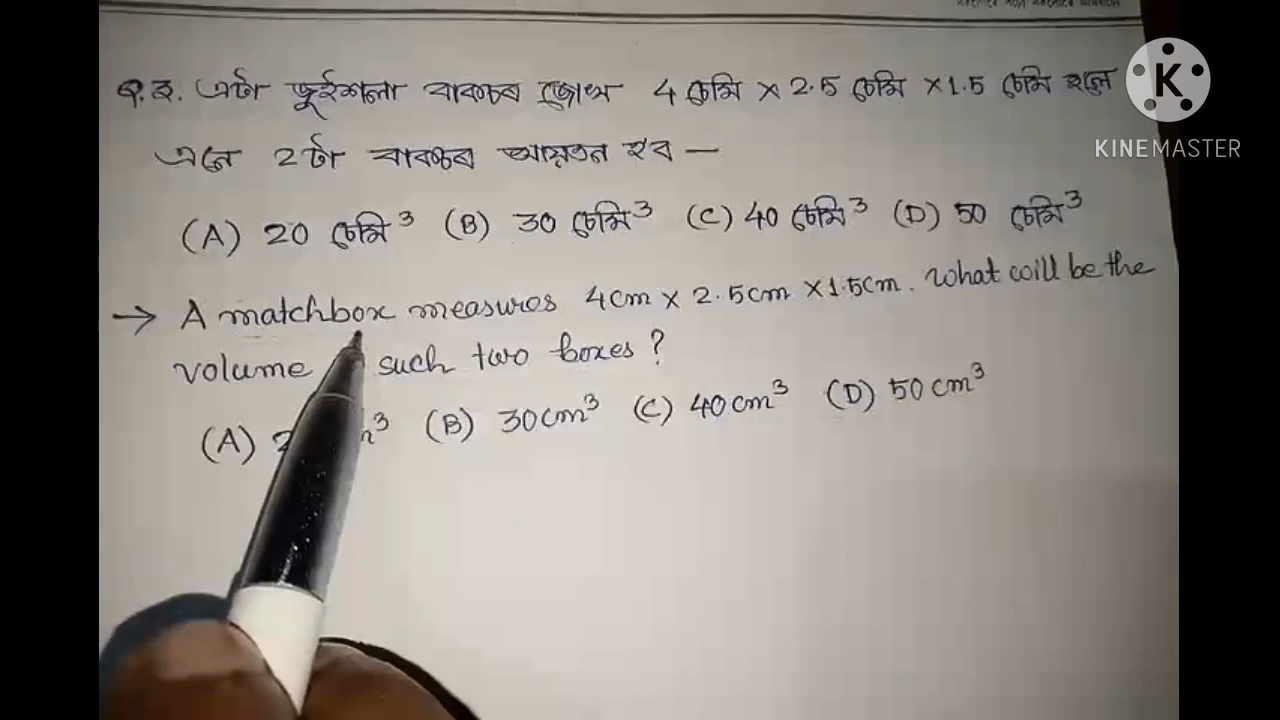 এটা জুইশলা বাকচৰ জোখ 4 চেমি × 2.5 চেমি × 1.5 চেমি হলে
এনে 2টা বাকচৰ আয়তন হ'ব —
(A) 20 চেমি³ (B) 30 চেমি³ (C) 40 চেমি³ (D) 50 চেমি³
→ A matchbox measures 4cm × 2.5cm × 1.5cm. What will be the
volume such two boxes?
(A) (B) 30cm³ (C) 40cm³ (D) 50cm³
K
KINEMASTER